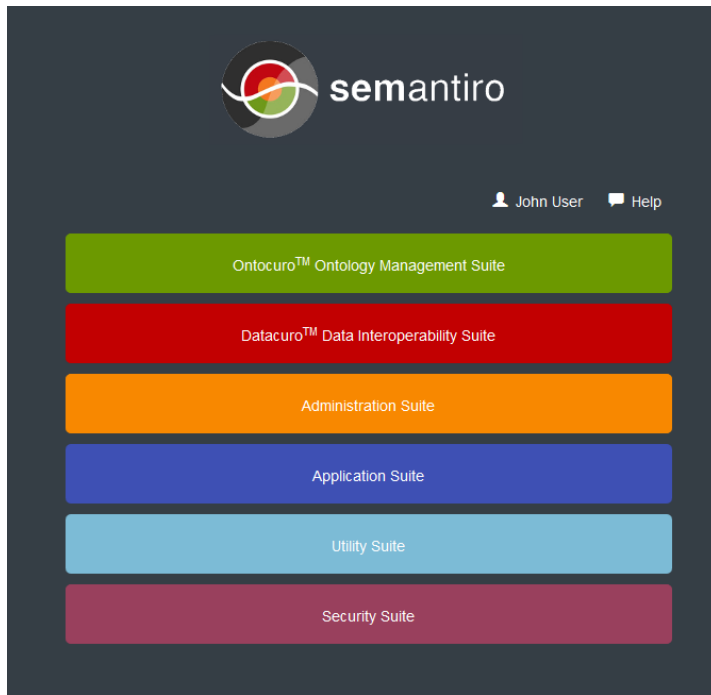 semantiro
John User Help
Ontocuro™ Ontology Management Suite
Datacuro™ Data Interoperability Suite
Administration Suite
Application Suite
Utility Suite
Security Suite